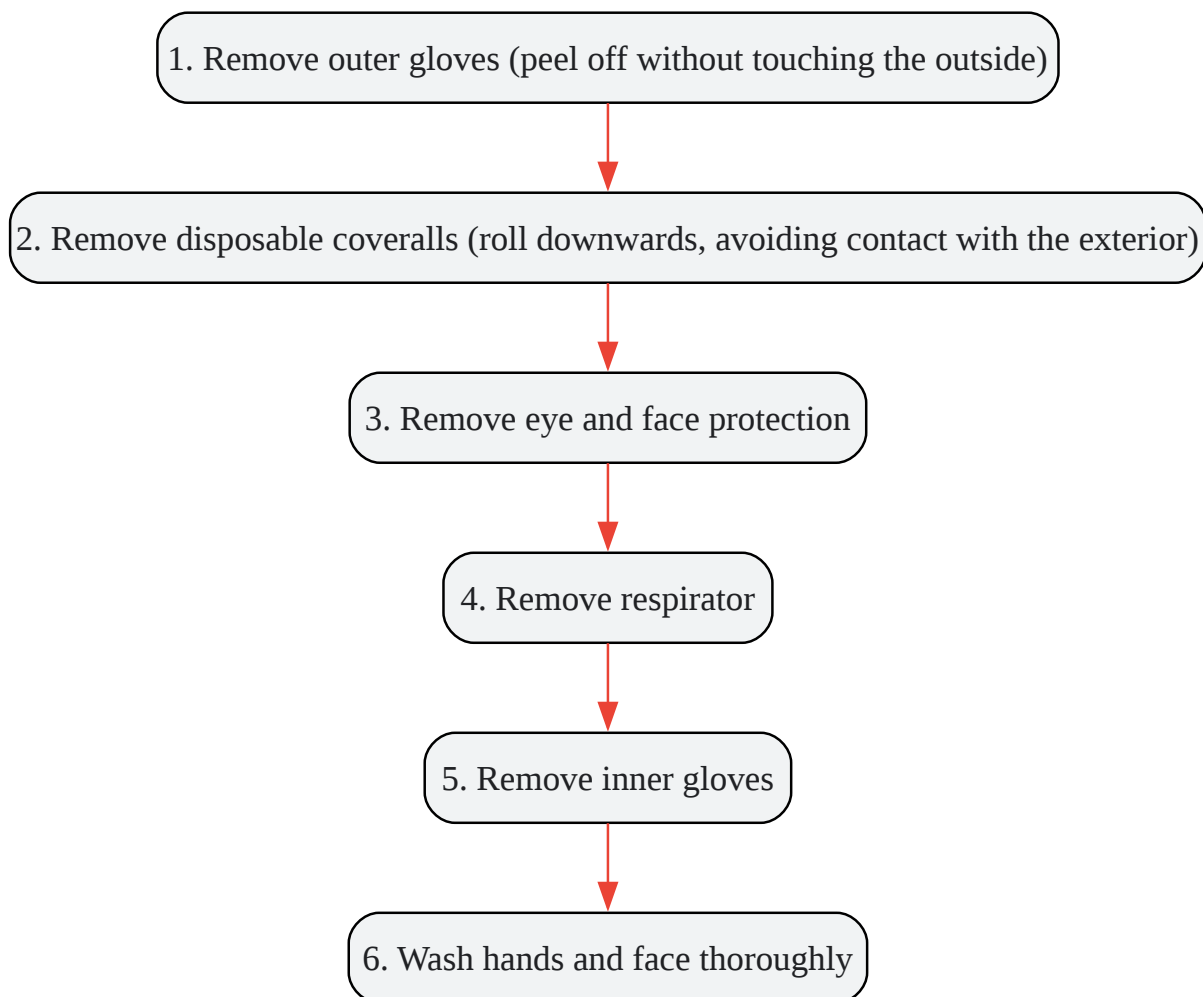 1. Remove outer gloves (peel off without touching the outside)
2. Remove disposable coveralls (roll downwards, avoiding contact with the exterior)
3. Remove eye and face protection
4. Remove respirator
5. Remove inner gloves
6. Wash hands and face thoroughly